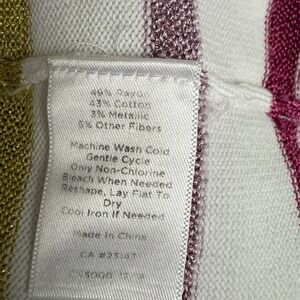 49% Rayon
43% Cotton
3% Metallic
5% Other Fibers
Machine Wash Cold
Gentle Cycle
Only Non-Chlorine
Bleach When Needed
Reshape, Lay Flat To
Dry
Cool Iron If Needed
Made In China
CA #23147